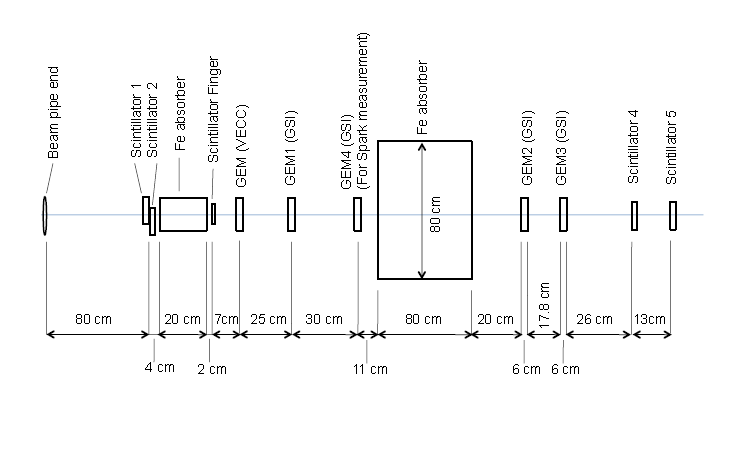 Beam pipe end
Scintillator 1
Scintillator 2
Fe absorber
Scintillator Finger
GEM (VECC)
GEM1 (GSI)
GEM4 (GSI)
(For Spark measurement)
Fe absorber
GEM2 (GSI)
GEM3 (GSI)
Scintillator 4
Scintillator 5
80 cm
80 cm
20 cm
7cm
25 cm
30 cm
80 cm
20 cm
17.8 cm
26 cm
13cm
4 cm
2 cm
11 cm
6 cm
6 cm